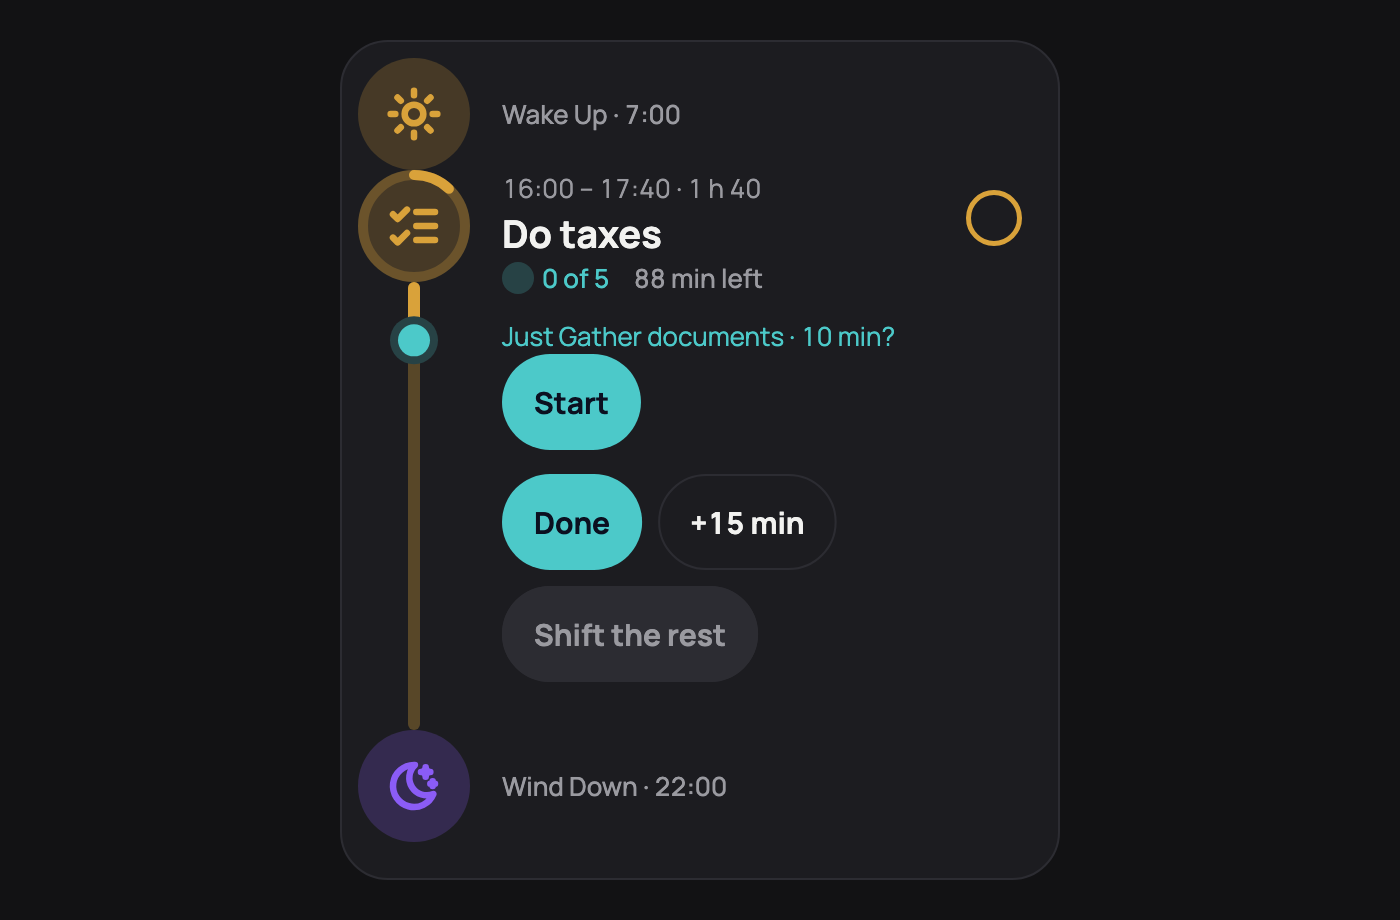 Wake Up · 7:00
16:00 – 17:40 · 1 h 40
Do taxes
0 of 5 88 min left
Just Gather documents · 10 min?
Start
Done +15 min
Shift the rest
Wind Down · 22:00